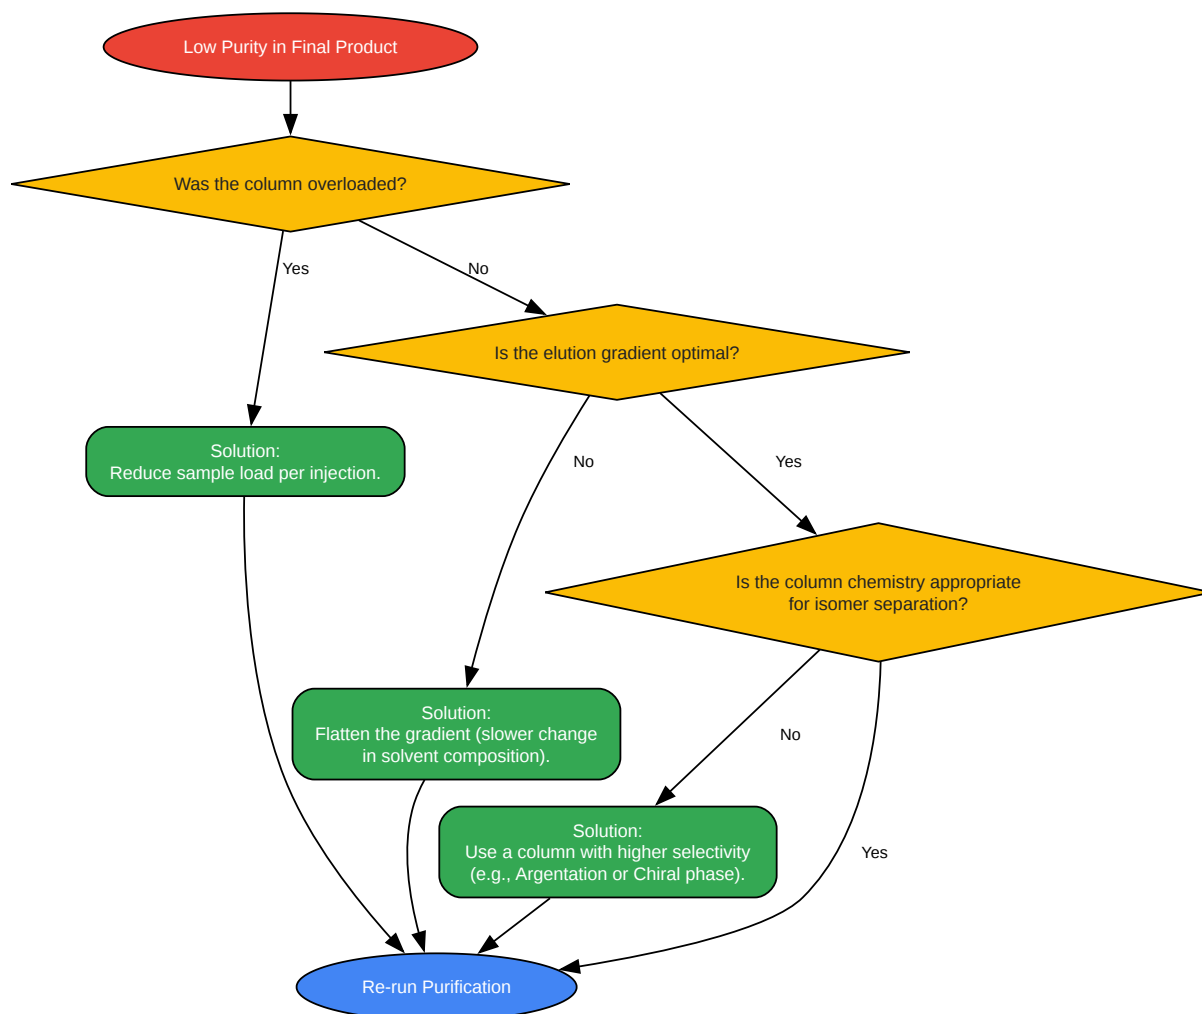 Low Purity in Final Product
Was the column overloaded?
Yes
No
Is the elution gradient optimal?
Solution:
Reduce sample load per injection.
No
Yes
Is the column chemistry appropriate
for isomer separation?
Solution:
Flatten the gradient (slower change
in solvent composition).
No
Solution:
Use a column with higher selectivity
(e.g., Argentation or Chiral phase).
Yes
Re-run Purification